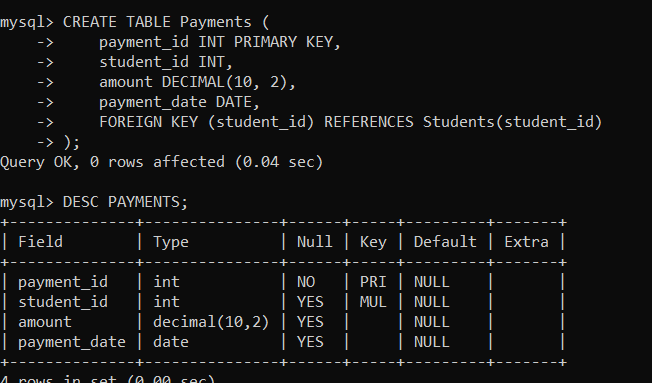 mysql> CREATE TABLE Payments (
    ->     payment_id INT PRIMARY KEY,
    ->     student_id INT,
    ->     amount DECIMAL(10, 2),
    ->     payment_date DATE,
    ->     FOREIGN KEY (student_id) REFERENCES Students(student_id)
    -> );
Query OK, 0 rows affected (0.04 sec)
mysql> DESC PAYMENTS;
+--------------+---------------+------+-----+---------+-------+
| Field        | Type          | Null | Key | Default | Extra |
+--------------+---------------+------+-----+---------+-------+
| payment_id   | int           | NO   | PRI | NULL    |       |
| student_id   | int           | YES  | MUL | NULL    |       |
| amount       | decimal(10,2) | YES  |     | NULL    |       |
| payment_date | date          | YES  |     | NULL    |       |
+--------------+---------------+------+-----+---------+-------+
4 rows in set (0.00 sec)